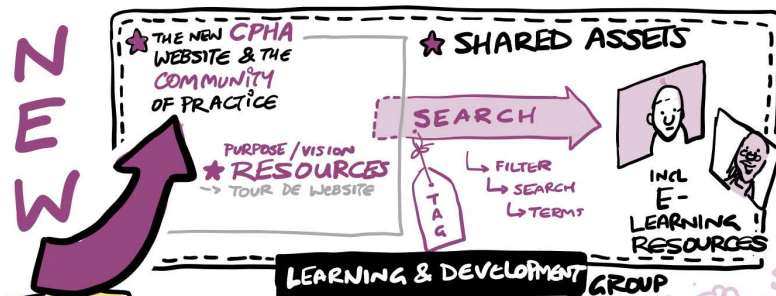 NEW
THE NEW CPHA
WEBSITE & THE
COMMUNITY
OF PRACTICE
PURPOSE/VISION
RESOURCES
-> TOUR DE WEBSITE
SHARED ASSETS
SEARCH
TAG
FILTER
SEARCH
TERMS
INCL
E-
LEARNING
RESOURCES
LEARNING & DEVELOPMENT GROUP